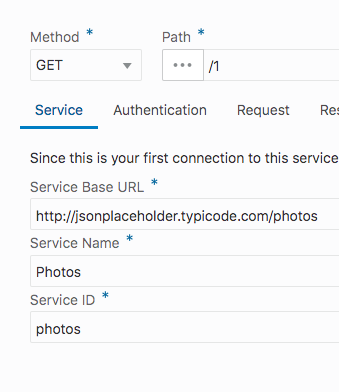 Method * Path *
GET ••• /1
Service Authentication Request
Since this is your first connection to this service
Service Base URL *
http://jsonplaceholder.typicode.com/photos
Service Name *
Photos
Service ID *
photos